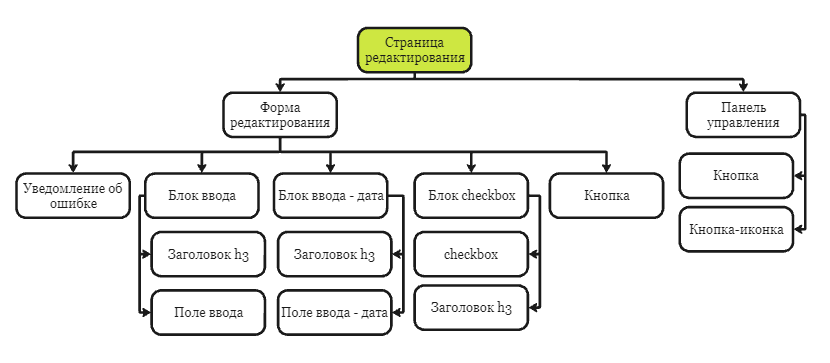 Страница
редактирования
Форма
редактирования
Панель
управления
Уведомление об
ошибке
Блок ввода
Блок ввода - дата
Блок checkbox
Кнопка
Кнопка
Кнопка-иконка
Заголовок h3
Заголовок h3
checkbox
Поле ввода
Поле ввода - дата
Заголовок h3